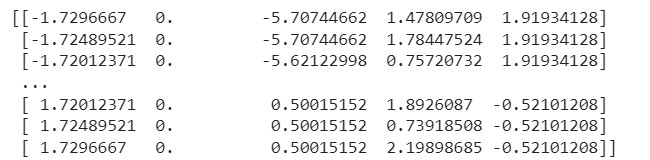 [[-1.7296667  0.         -5.70744662  1.47809709  1.91934128]
 [-1.72489521  0.         -5.70744662  1.78447524  1.91934128]
 [-1.72012371  0.         -5.62122998  0.75720732  1.91934128]
 ...
 [ 1.72012371  0.          0.50015152  1.8926087  -0.52101208]
 [ 1.72489521  0.          0.50015152  0.73918508 -0.52101208]
 [ 1.7296667   0.          0.50015152  2.19898685 -0.52101208]]